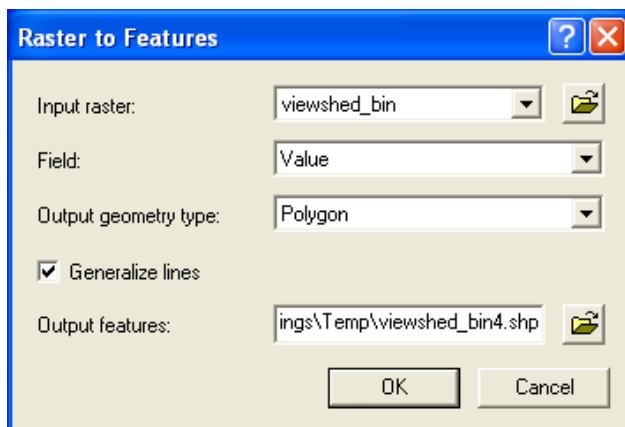 Raster to Features
Input raster: viewshed_bin
Field: Value
Output geometry type: Polygon
Generalize lines
Output features: ings\Temp\viewshed_bin4.shp
OK Cancel